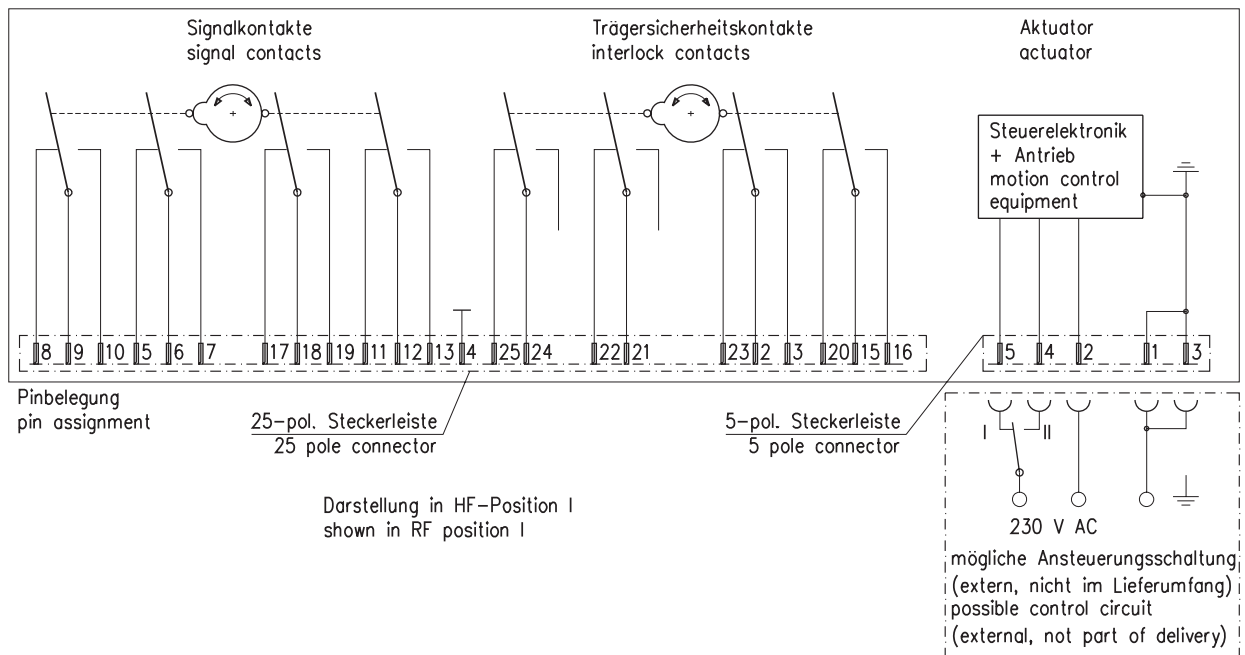 Signalkontakte
signal contacts
Trägersicherheitskontakte
interlock contacts
Aktuator
actuator
Steuerelektronik
+ Antrieb
motion control
equipment
8 9 10 5 6 7 17 18 19 11 12 13 4 25 24 22 21 23 2 3 20 15 16
5 4 2 1 3
Pinbelegung
pin assignment
25-pol. Steckerleiste
25 pole connector
5-pol. Steckerleiste
5 pole connector
I II
Darstellung in HF-Position I
shown in RF position I
230 V AC
mögliche Ansteuerungsschaltung
(extern, nicht im Lieferumfang)
possible control circuit
(external, not part of delivery)